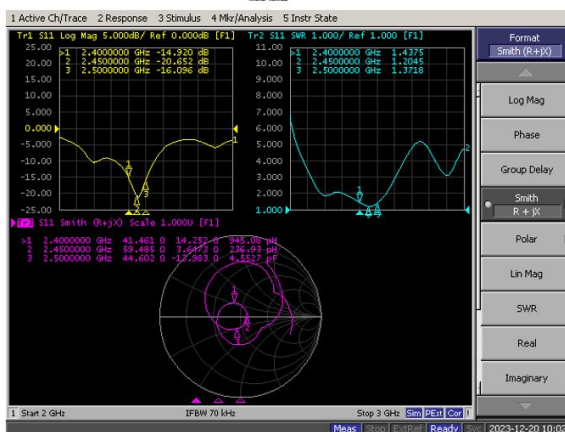 1 Active Ch/Trace 2 Response 3 Stimulus 4 Mkr/Analysis 5 Instr State
Tr1 S11 Log Mag 5.000dB/ Ref 0.000dB [F1]
25.00
20.00
15.00
10.00
5.000
0.000
-5.000
-10.00
-15.00
-20.00
-25.00
>1 2.4000000 GHz -14.920 dB
2 2.4500000 GHz -20.652 dB
3 2.5000000 GHz -16.096 dB
Tr2 S11 SWR 1.000/ Ref 1.000 [F1]
11.00
10.00
9.000
8.000
7.000
6.000
5.000
4.000
3.000
2.000
1.000
>1 2.4000000 GHz 1.4375
2 2.4500000 GHz 1.2045
3 2.5000000 GHz 1.3718
Tr3 S11 Smith (R+jX) Scale 1.000U [F1]
>1 2.4000000 GHz 41.461 Ω 14.252 Ω 945.08 pH
2 2.4500000 GHz 59.485 Ω 3.6473 Ω 236.93 pH
3 2.5000000 GHz 44.602 Ω -13.983 Ω 4.5527 pF
1 Start 2 GHz IFBW 70 kHz Stop 3 GHz Sim PExt Cor !
Meas Stop ExtRef Ready Svc 2023-12-20 10:02
Format
Smith (R+jX)
Log Mag
Phase
Group Delay
Smith
R + jX
Polar
Lin Mag
SWR
Real
Imaginary